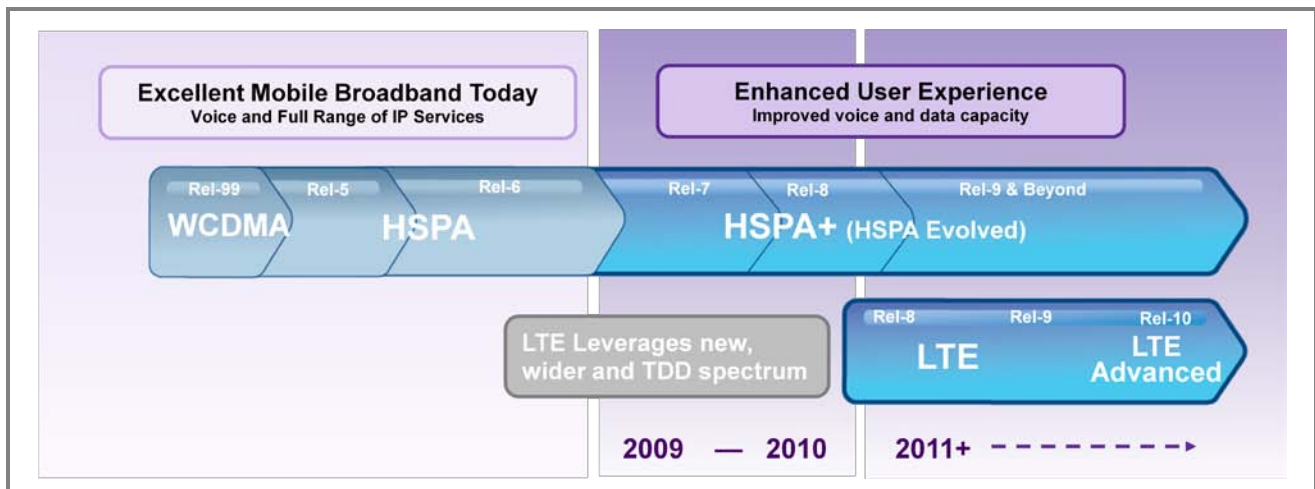 Excellent Mobile Broadband Today
Voice and Full Range of IP Services
Enhanced User Experience
Improved voice and data capacity
Rel-99
Rel-5
Rel-6
Rel-7
Rel-8
Rel-9 & Beyond
WCDMA
HSPA
HSPA+ (HSPA Evolved)
LTE Leverages new,
wider and TDD spectrum
Rel-8
Rel-9
Rel-10
LTE
LTE
Advanced
2009 — 2010
2011+